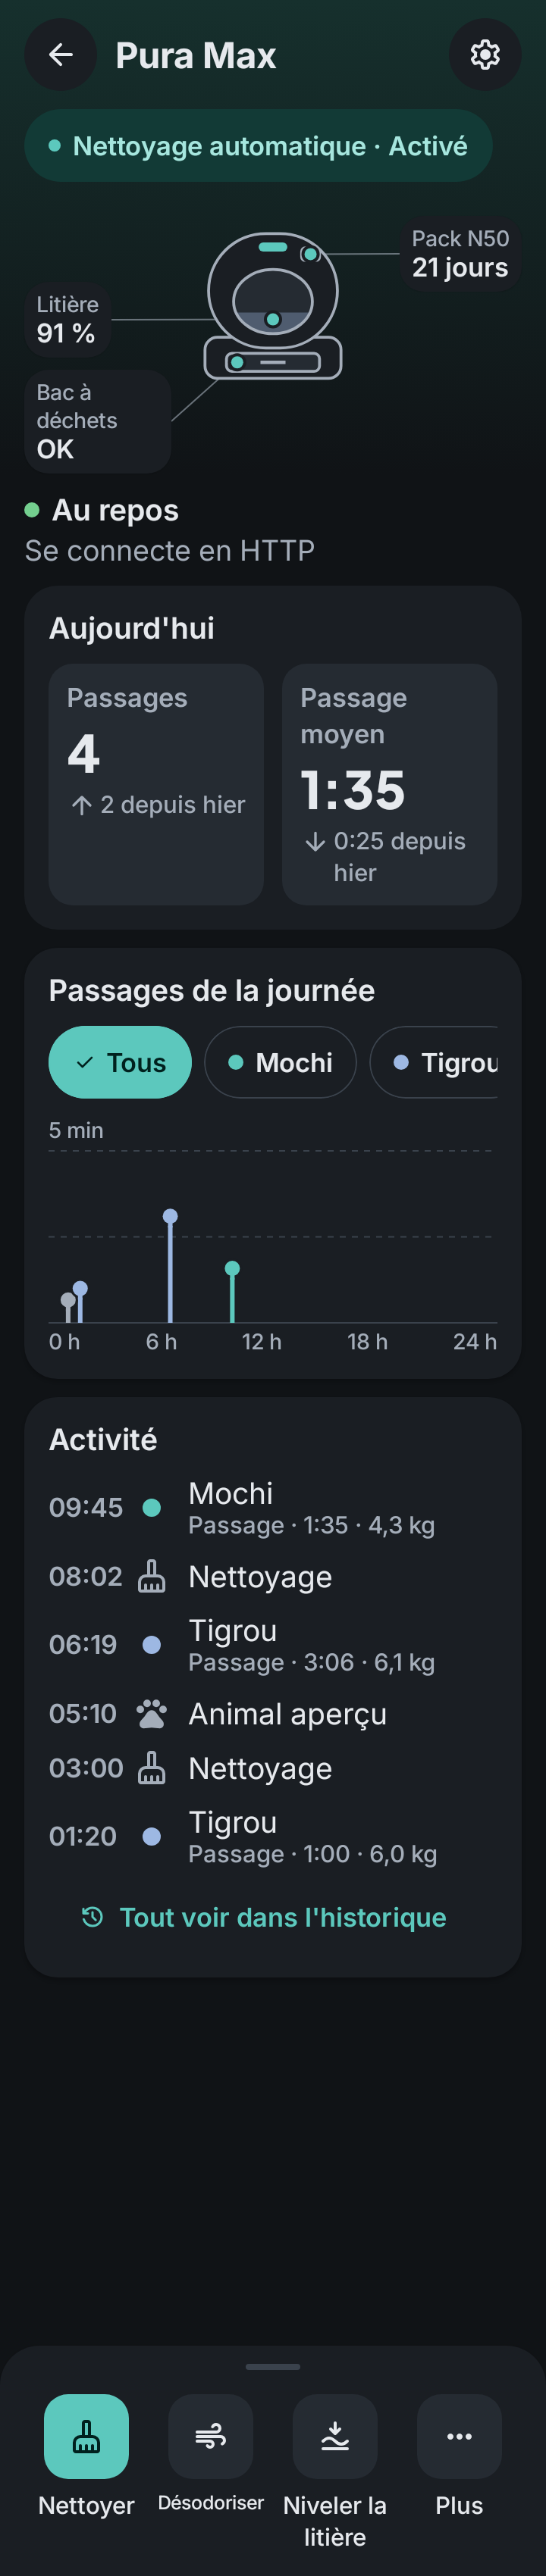 Pura Max
Nettoyage automatique · Activé
Pack N50
21 jours
Litière
91 %
Bac à
déchets
OK
Au repos
Se connecte en HTTP
Aujourd'hui
Passages
4
↑ 2 depuis hier
Passage
moyen
1:35
↓ 0:25 depuis
hier
Passages de la journée
Tous
Mochi
Tigrou
5 min
0 h
6 h
12 h
18 h
24 h
Activité
09:45
Mochi
Passage · 1:35 · 4,3 kg
08:02
Nettoyage
06:19
Tigrou
Passage · 3:06 · 6,1 kg
05:10
Animal aperçu
03:00
Nettoyage
01:20
Tigrou
Passage · 1:00 · 6,0 kg
Tout voir dans l'historique
Nettoyer
Désodoriser
Niveler la
litière
Plus